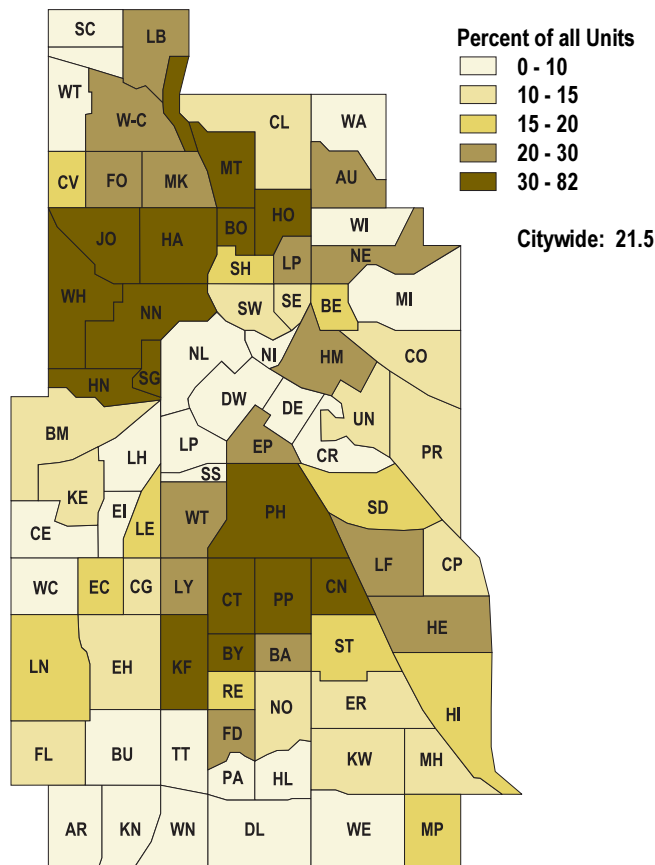 SC
LB
Percent of all Units
0 - 10
10 - 15
15 - 20
20 - 30
30 - 82
Citywide: 21.5
WT
W-C
CL
WA
MT
CV
FO
MK
AU
BO
HO
WI
JO
HA
NE
SH
LP
WH
NN
SW
SE
BE
MI
NL
NI
HM
CO
HN
SG
DW
DE
UN
BM
LH
LP
EP
CR
PR
SS
KE
EI
LE
WT
PH
SD
CE
WC
EC
CG
LY
CT
PP
CN
LF
CP
HE
LN
EH
KF
BY
BA
ST
RE
NO
ER
HI
FL
BU
TT
FD
KW
MH
PA
HL
AR
KN
WN
DL
WE
MP